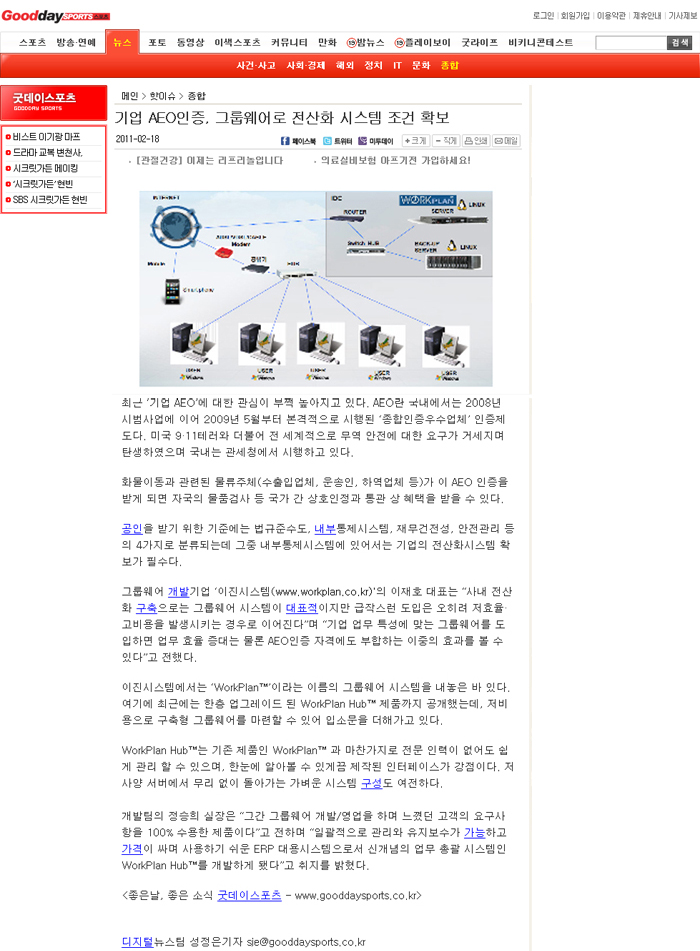 Goodday SPORTS
로그인 | 회원가입 | 이용약관 | 제휴안내 | 기사제보
스포츠 방송·연예 뉴스 포토 동영상 이색스포츠 커뮤니티 만화 밤뉴스 플레이보이 굿라이프 비키니콘테스트
검색
사건·사고 사회·경제 해외 정치 IT 문화 종합
굿데이스포츠
GOODDAY SPORTS
비스트 이기광 마프
드라마 교복 변천사,
시크릿가든 메이킹
'시크릿가든' 현빈
SBS 시크릿가든 현빈
메인 > 핫이슈 > 종합
기업 AEO인증, 그룹웨어로 전산화 시스템 조건 확보
2011-02-18
페이스북 트위터 미투데이 + 크게 - 작게 인쇄 메일
· [관절건강] 이제는 리프리놀입니다
· 의료실비보험 아프기전 가입하세요!
INTERNET
IDC
WORKPLAN
LINUX
ROUTER
SERVER
Modem
Switch HUB
BACK-UP SERVER
LINUX
공유기
HUB
Mobile
Smartphone
USER Windows
USER Windows
USER Windows
USER Windows
USER Windows
최근 '기업 AEO'에 대한 관심이 부쩍 높아지고 있다. AEO란 국내에서는 2008년
시범사업에 이어 2009년 5월부터 본격적으로 시행된 '종합인증우수업체' 인증제
도다. 미국 9·11테러와 더불어 전 세계적으로 무역 안전에 대한 요구가 거세지며
탄생하였으며 국내는 관세청에서 시행하고 있다.
화물이동과 관련된 물류주체(수출입업체, 운송인, 하역업체 등)가 이 AEO 인증을
받게 되면 자국의 물품검사 등 국가 간 상호인정과 통관 상 혜택을 받을 수 있다.
공인을 받기 위한 기준에는 법규준수도, 내부통제시스템, 재무건전성, 안전관리 등
의 4가지로 분류되는데 그중 내부통제시스템에 있어서는 기업의 전산화시스템 확
보가 필수다.
그룹웨어 개발기업 '이진시스템(www.workplan.co.kr)'의 이재호 대표는 "사내 전산
화 구축으로는 그룹웨어 시스템이 대표적이지만 급작스런 도입은 오히려 저효율·
고비용을 발생시키는 경우로 이어진다"며 "기업 업무 특성에 맞는 그룹웨어를 도
입하면 업무 효율 증대는 물론 AEO인증 자격에도 부합하는 이중의 효과를 볼 수
있다"고 전했다.
이진시스템에서는 'WorkPlan™'이라는 이름의 그룹웨어 시스템을 내놓은 바 있다.
여기에 최근에는 한층 업그레이드 된 WorkPlan Hub™ 제품까지 공개했는데, 저비
용으로 구축형 그룹웨어를 마련할 수 있어 입소문을 더해가고 있다.
WorkPlan Hub™는 기존 제품인 WorkPlan™ 과 마찬가지로 전문 인력이 없어도 쉽
게 관리 할 수 있으며, 한눈에 알아볼 수 있게끔 제작된 인터페이스가 강점이다. 저
사양 서버에서 무리 없이 돌아가는 가벼운 시스템 구성도 여전하다.
개발팀의 정승희 실장은 "그간 그룹웨어 개발/영업을 하며 느꼈던 고객의 요구사
항을 100% 수용한 제품이다"고 전하며 "일괄적으로 관리와 유지보수가 가능하고
가격이 싸며 사용하기 쉬운 ERP 대용시스템으로서 신개념의 업무 총괄 시스템인
WorkPlan Hub™를 개발하게 됐다"고 취지를 밝혔다.
<좋은날, 좋은 소식 굿데이스포츠 - www.gooddaysports.co.kr>
디지털뉴스팀 성정은기자 sie@gooddaysports.co.kr